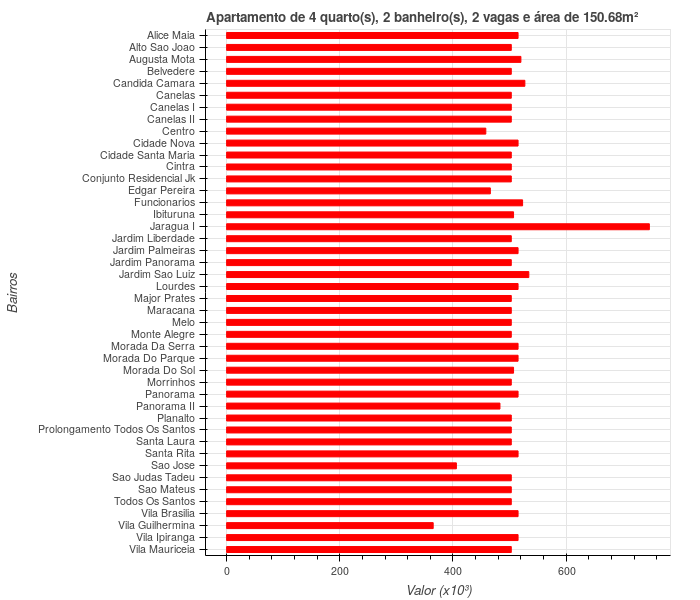 Apartamento de 4 quarto(s), 2 banheiro(s), 2 vagas e área de 150.68m²
Alice Maia
Alto Sao Joao
Augusta Mota
Belvedere
Candida Camara
Canelas
Canelas I
Canelas II
Centro
Cidade Nova
Cidade Santa Maria
Cintra
Conjunto Residencial Jk
Edgar Pereira
Funcionarios
Ibituruna
Jaragua I
Jardim Liberdade
Jardim Palmeiras
Jardim Panorama
Jardim Sao Luiz
Lourdes
Major Prates
Maracana
Melo
Monte Alegre
Morada Da Serra
Morada Do Parque
Morada Do Sol
Morrinhos
Panorama
Panorama II
Planalto
Prolongamento Todos Os Santos
Santa Laura
Santa Rita
Sao Jose
Sao Judas Tadeu
Sao Mateus
Todos Os Santos
Vila Brasilia
Vila Guilhermina
Vila Ipiranga
Vila Mauriceia
Bairros
0 200 400 600
Valor (x10³)